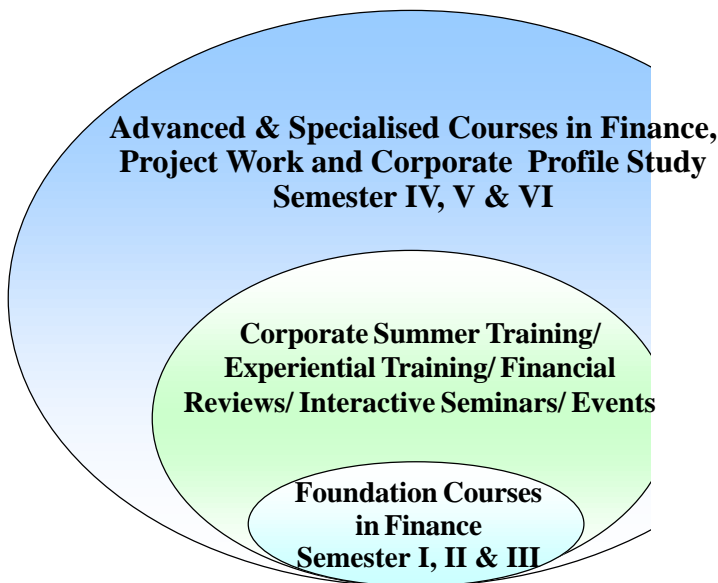 Advanced & Specialised Courses in Finance,
Project Work and Corporate Profile Study
Semester IV, V & VI
Corporate Summer Training/
Experiential Training/ Financial
Reviews/ Interactive Seminars/ Events
Foundation Courses
in Finance
Semester I, II & III